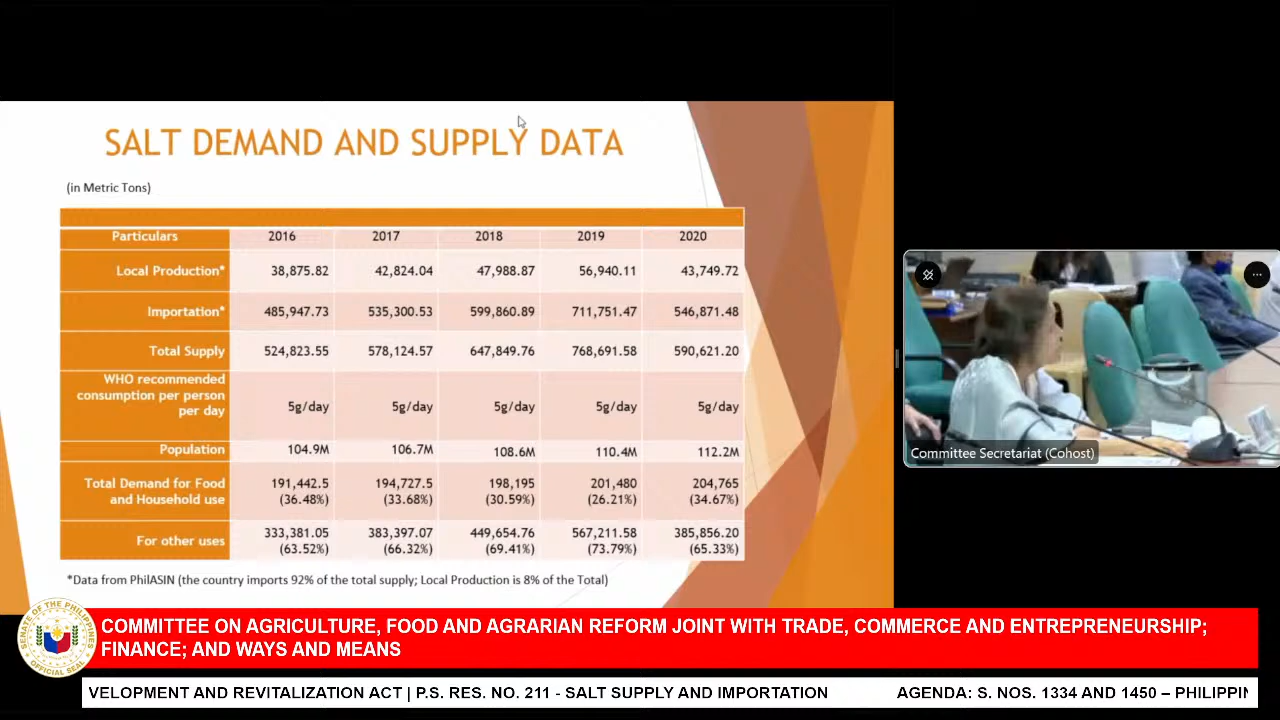 SALT DEMAND AND SUPPLY DATA
(in Metric Tons)
Particulars 2016 2017 2018 2019 2020
Local Production* 38,875.82 42,824.04 47,988.87 56,940.11 43,749.72
Importation* 485,947.73 535,300.53 599,860.89 711,751.47 546,871.48
Total Supply 524,823.55 578,124.57 647,849.76 768,691.58 590,621.20
WHO recommended
consumption per person
per day 5g/day 5g/day 5g/day 5g/day 5g/day
Population 104.9M 106.7M 108.6M 110.4M 112.2M
Total Demand for Food 191,442.5 194,727.5 198,195 201,480 204,765
and Household use (36.48%) (33.68%) (30.59%) (26.21%) (34.67%)
For other uses 333,381.05 383,397.07 449,654.76 567,211.58 385,856.20
(63.52%) (66.32%) (69.41%) (73.79%) (65.33%)
*Data from PhilASIN (the country imports 92% of the total supply; Local Production is 8% of the Total)
Committee Secretariat (Cohost)
SENATE OF THE PHILIPPINES
OFFICIAL SEAL
COMMITTEE ON AGRICULTURE, FOOD AND AGRARIAN REFORM JOINT WITH TRADE, COMMERCE AND ENTREPRENEURSHIP;
FINANCE; AND WAYS AND MEANS
VELOPMENT AND REVITALIZATION ACT | P.S. RES. NO. 211 - SALT SUPPLY AND IMPORTATION AGENDA: S. NOS. 1334 AND 1450 – PHILIPPIN